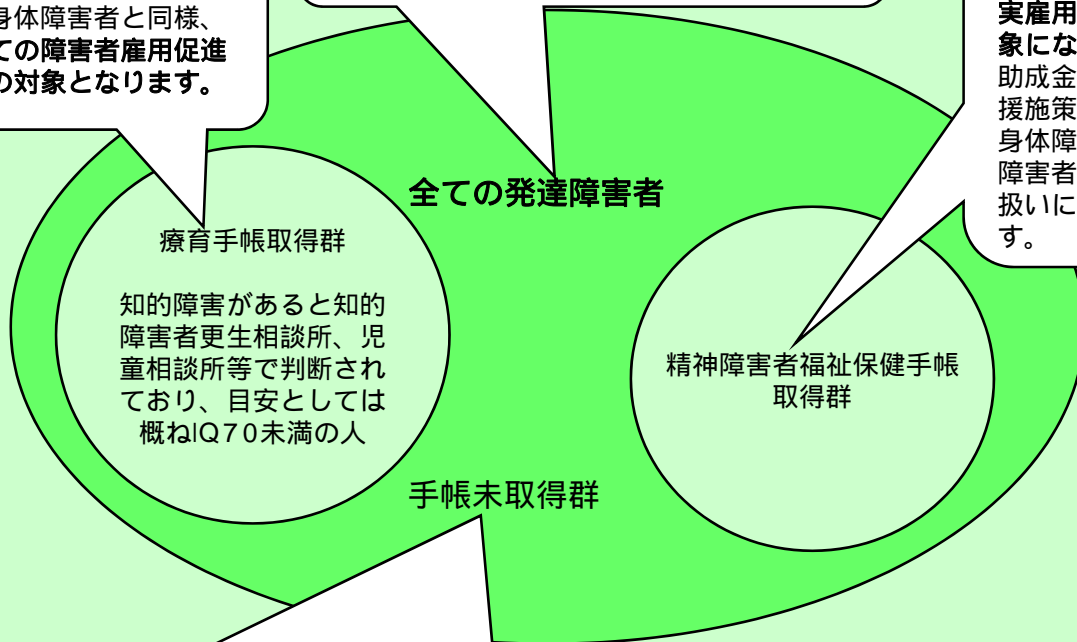 身体障害者と同様、
ての障害者雇用促進
の対象となります。
実雇用
象にな
助成金
援施策
身体障
障害者
扱いに
す。
全ての発達障害者
療育手帳取得群
知的障害があると知的
障害者更生相談所、児
童相談所等で判断され
ており、目安としては
概ねIQ70未満の人
精神障害者福祉保健手帳
取得群
手帳未取得群